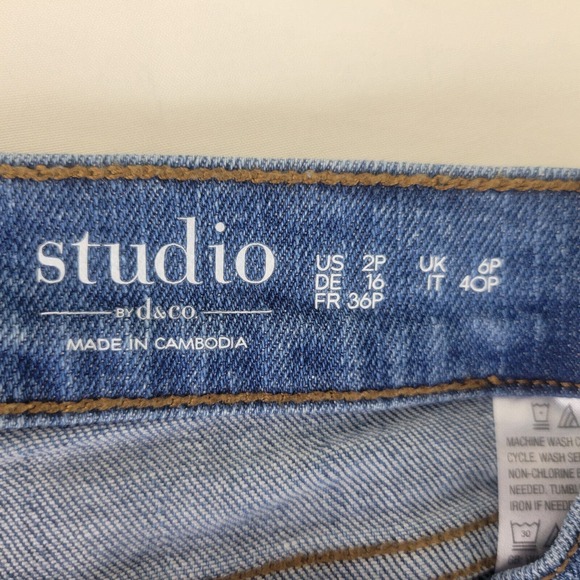 studio
BY d&co.
MADE IN CAMBODIA
US 2P UK 6P
DE 16 IT 40P
FR 36P
MACHINE WASH
CYCLE. WASH
NON-CHLORINE
NEEDED. TUMBL
IRON IF NEEDE
30